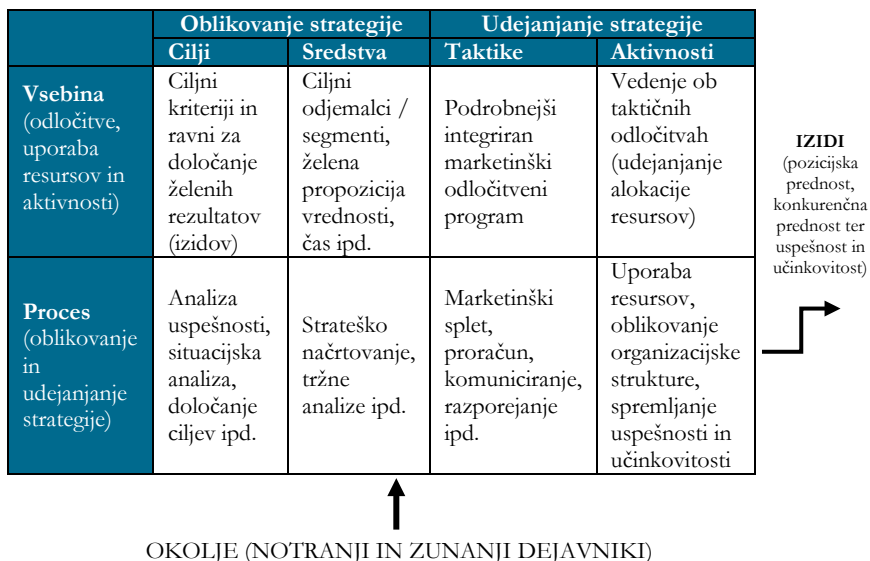 Oblikovanje strategije
Udejanjanje strategije
Cilji
Sredstva
Taktike
Aktivnosti
Vsebina
(odločitve,
uporaba
resursov in
aktivnosti)
Ciljni
kriteriji in
ravni za
določanje
želenih
rezultatov
(izidov)
Ciljni
odjemalci /
segmenti,
želena
propozicija
vrednosti,
čas ipd.
Podrobnejši
integriran
marketinški
odločitveni
program
Vedenje ob
taktičnih
odločitvah
(udejanjanje
alokacije
resursov)
Proces
(oblikovanje
in
udejanjanje
strategije)
Analiza
uspešnosti,
situacijska
analiza,
določanje
ciljev ipd.
Strateško
načrtovanje,
tržne
analize ipd.
Marketinški
splet,
proračun,
komuniciranje,
razporejanje
ipd.
Uporaba
resursov,
oblikovanje
organizacijske
strukture,
spremljanje
uspešnosti in
učinkovitosti
IZIDI
(pozicijska
prednost,
konkurenčna
prednost ter
uspešnost in
učinkovitost)
OKOLJE (NOTRANJI IN ZUNANJI DEJAVNIKI)